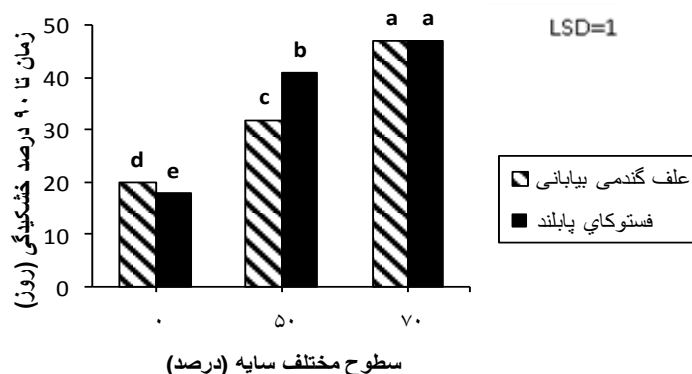 LSD=1
زمان تا ۹۰ درصد خشکیدگی (روز)
50
40
30
20
10
0
d
e
c
b
a
a
۰
۵۰
۷۰
سطوح مختلف سایه (درصد)
علف گندمی بیابانی
فستوکاي پابلند